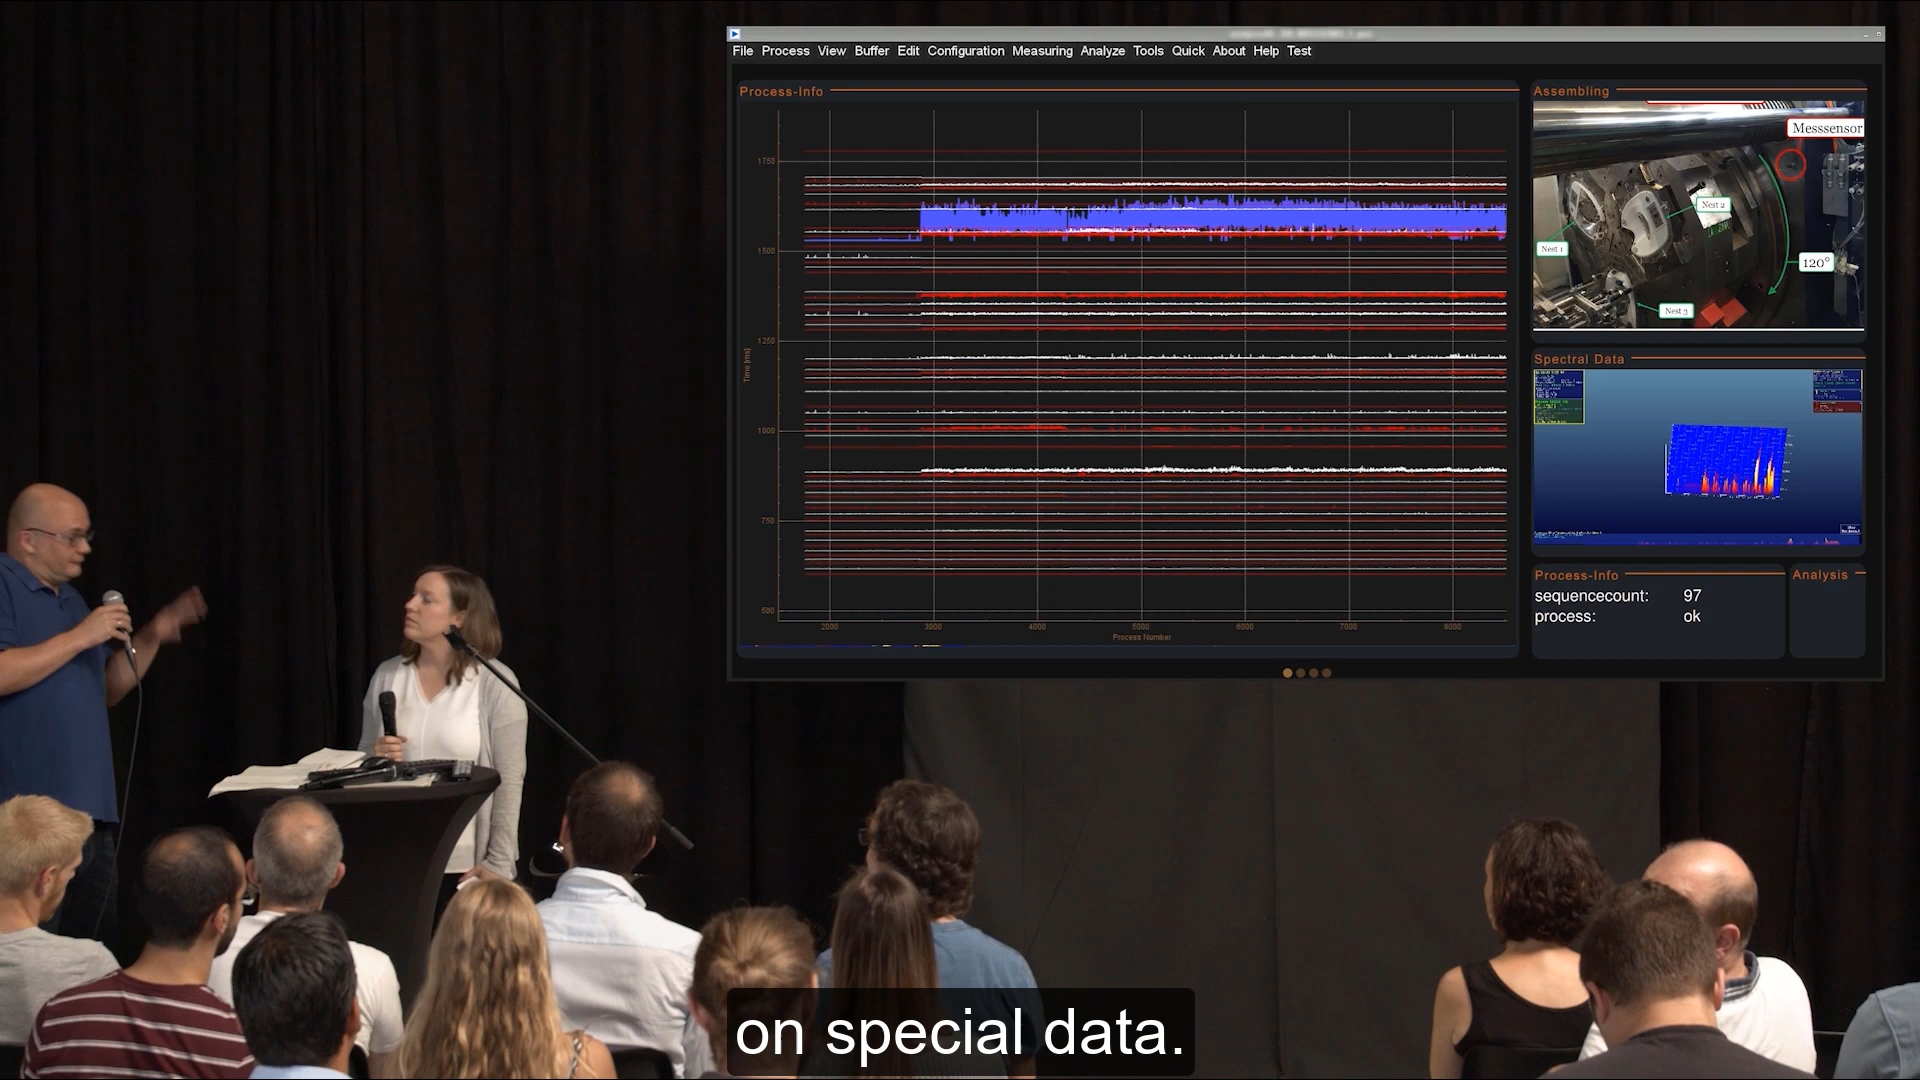 File Process View Buffer Edit Configuration Measuring Analyze Tools Quick About Help Test
Process-Info
1750
1500
1250
1000
750
500
Time [ms]
2000 3000 4000 5000 6000 7000 8000
Process Number
Assembling
Messsensor
Nest 2
Nest 1
120°
Nest 3
Spectral Data
Process-Info
sequencecount: 97
process: ok
Analysis
on special data.